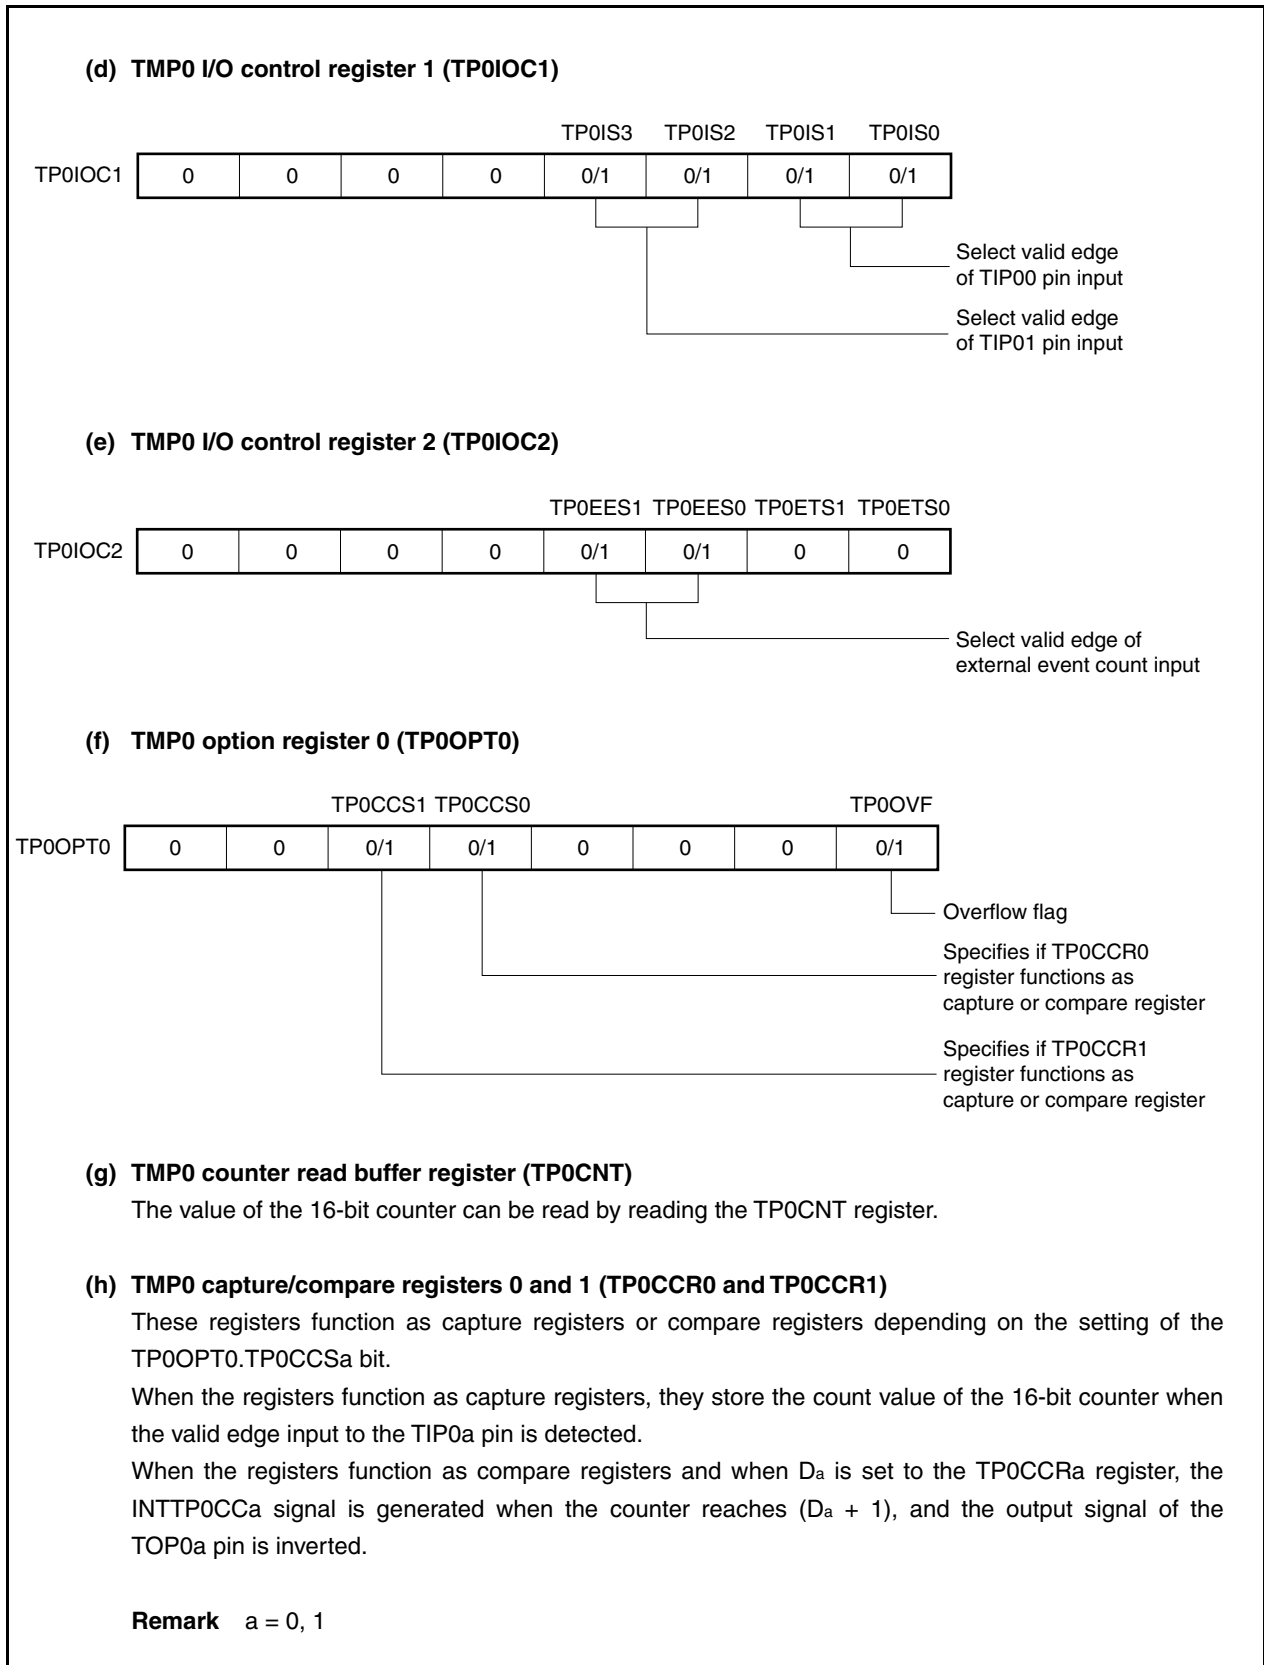 (d) TMP0 I/O control register 1 (TP0IOC1)
TP0IS3 TP0IS2 TP0IS1 TP0IS0
TP0IOC1 0 0 0 0 0/1 0/1 0/1 0/1
Select valid edge
of TIP00 pin input
Select valid edge
of TIP01 pin input
(e) TMP0 I/O control register 2 (TP0IOC2)
TP0EES1 TP0EES0 TP0ETS1 TP0ETS0
TP0IOC2 0 0 0 0 0/1 0/1 0 0
Select valid edge of
external event count input
(f) TMP0 option register 0 (TP0OPT0)
TP0CCS1 TP0CCS0 TP0OVF
TP0OPT0 0 0 0/1 0/1 0 0 0 0/1
Overflow flag
Specifies if TP0CCR0
register functions as
capture or compare register
Specifies if TP0CCR1
register functions as
capture or compare register
(g) TMP0 counter read buffer register (TP0CNT)
The value of the 16-bit counter can be read by reading the TP0CNT register.
(h) TMP0 capture/compare registers 0 and 1 (TP0CCR0 and TP0CCR1)
These registers function as capture registers or compare registers depending on the setting of the
TP0OPT0.TP0CCSa bit.
When the registers function as capture registers, they store the count value of the 16-bit counter when
the valid edge input to the TIP0a pin is detected.
When the registers function as compare registers and when Da is set to the TP0CCRa register, the
INTTP0CCa signal is generated when the counter reaches (Da + 1), and the output signal of the
TOP0a pin is inverted.
Remark a = 0, 1